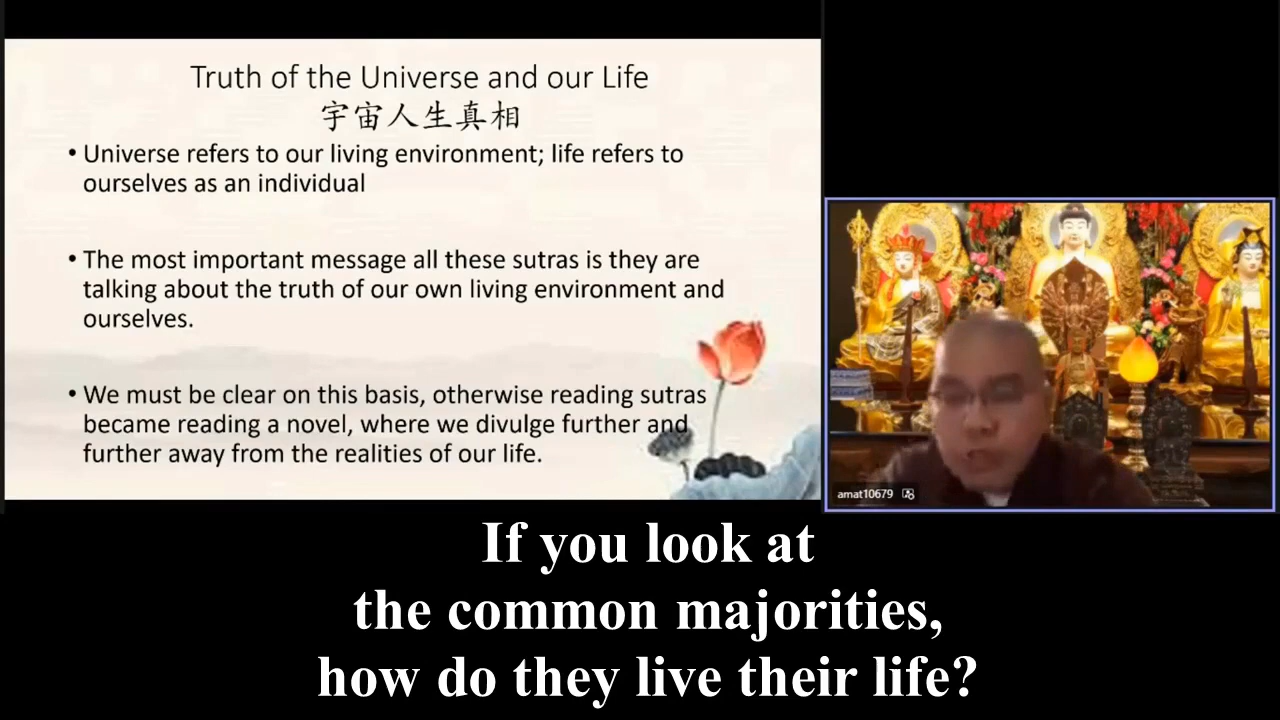 Truth of the Universe and our Life
宇宙人生真相
• Universe refers to our living environment; life refers to
ourselves as an individual
• The most important message all these sutras is they are
talking about the truth of our own living environment and
ourselves.
• We must be clear on this basis, otherwise reading sutras
became reading a novel, where we divulge further and
further away from the realities of our life.
amat10679
If you look at
the common majorities,
how do they live their life?